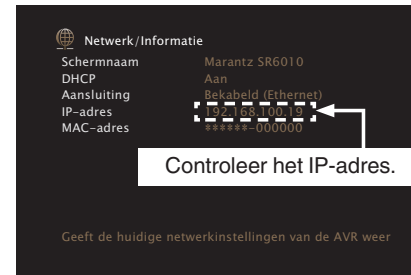 Netwerk/Informatie
Schermnaam Marantz SR6010
DHCP Aan
Aansluiting Bekabeld (Ethernet)
IP-adres 192.168.100.19
MAC-adres ******-000000
Controleer het IP-adres.
Geeft de huidige netwerkinstellingen van de AVR weer